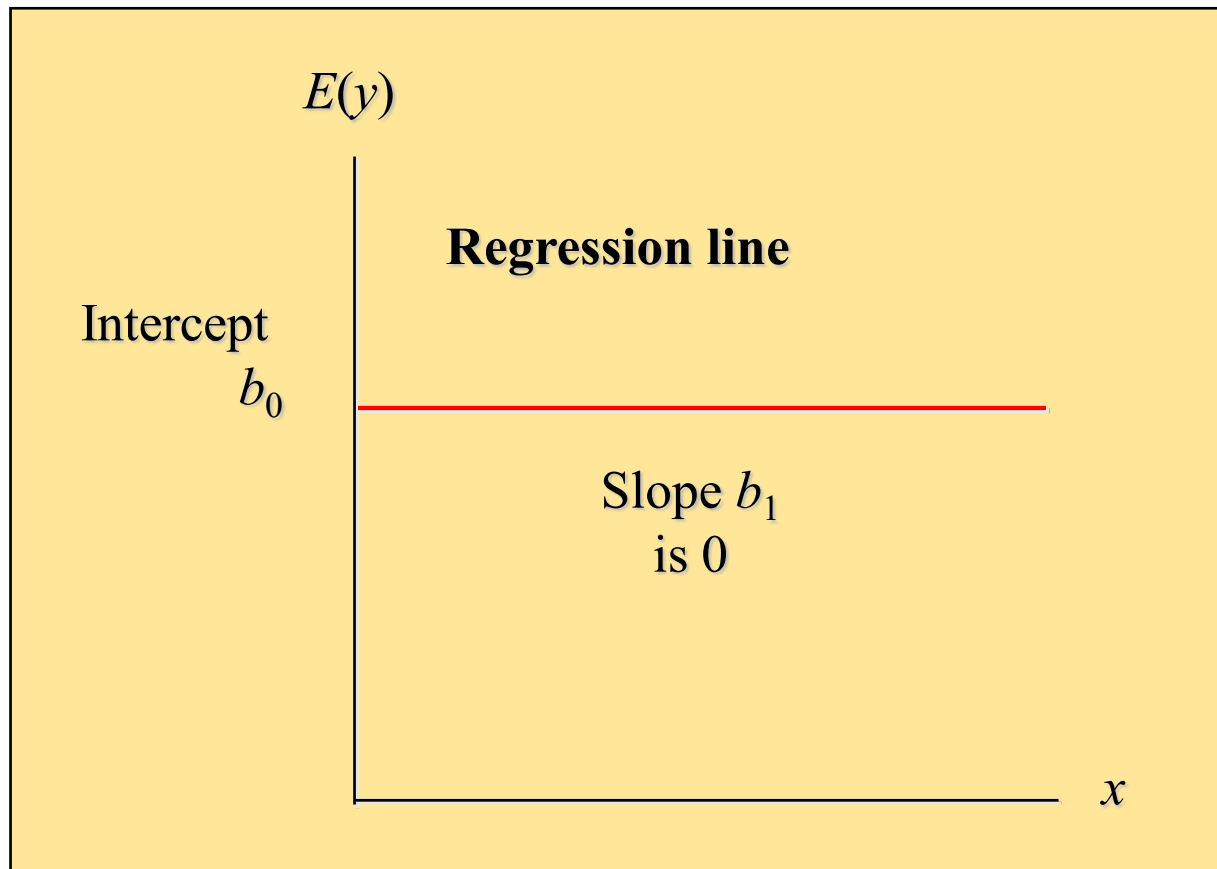 E(y)
Regression line
Intercept
b₀
Slope b₁
is 0
x